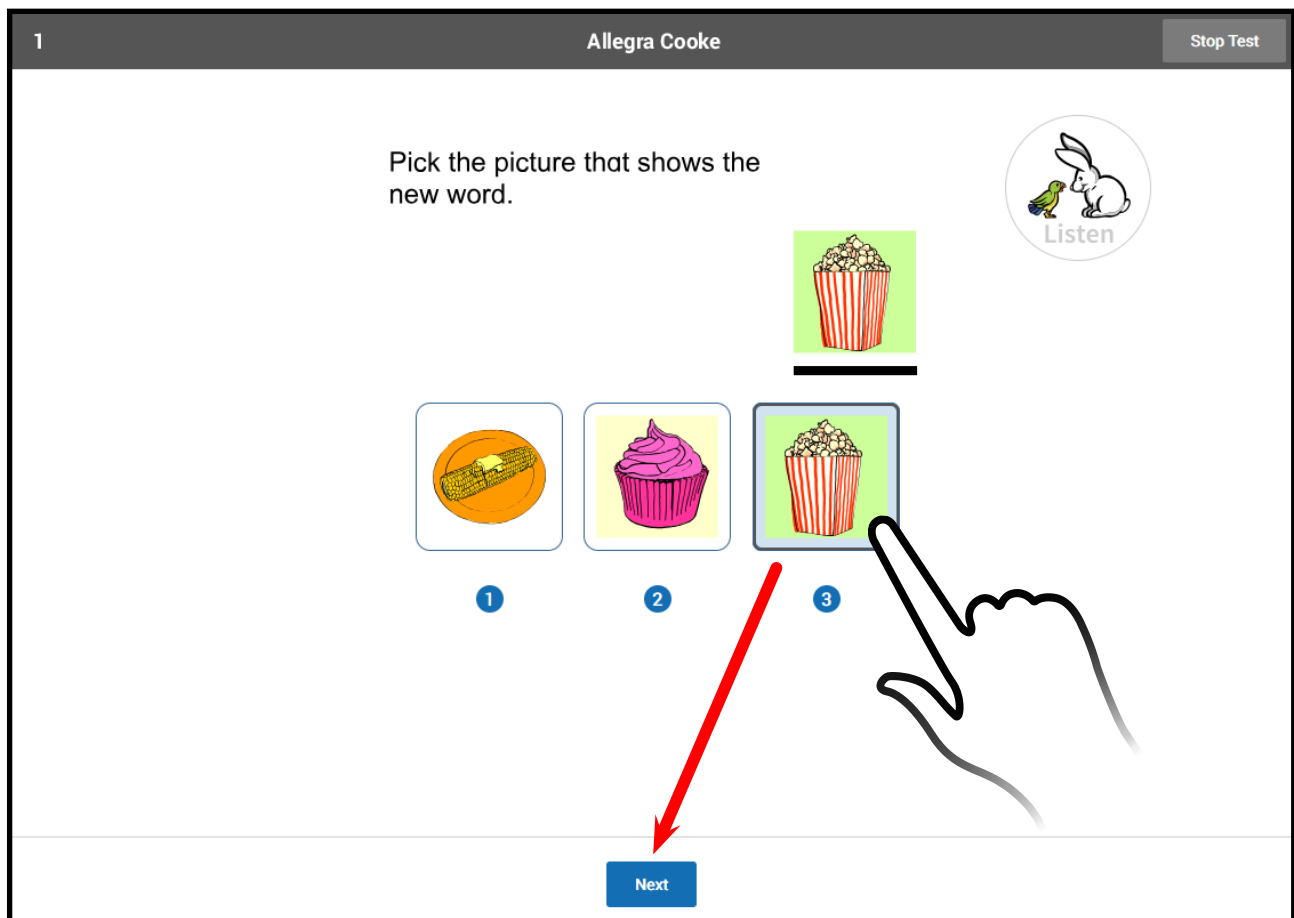 1
Allegra Cooke
Stop Test
Pick the picture that shows the
new word.
Listen
1
2
3
Next